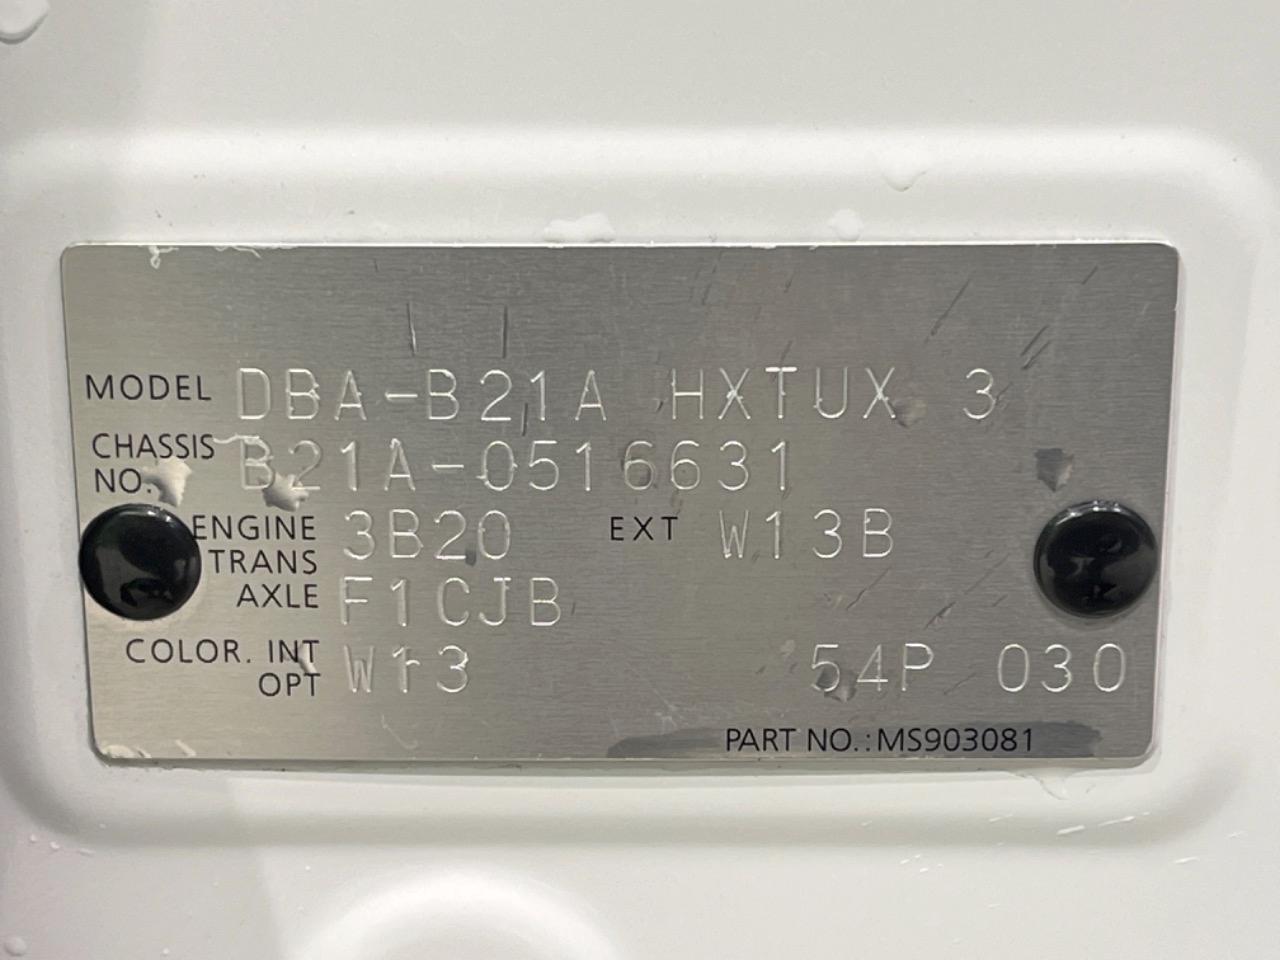 MODEL DBA-B21A HXTUX 3
CHASSIS NO. B21A-0516631
ENGINE 3B20 EXT W13B
TRANS AXLE F1CJB
COLOR. INT OPT W13 54P 030
PART NO.:MS903081